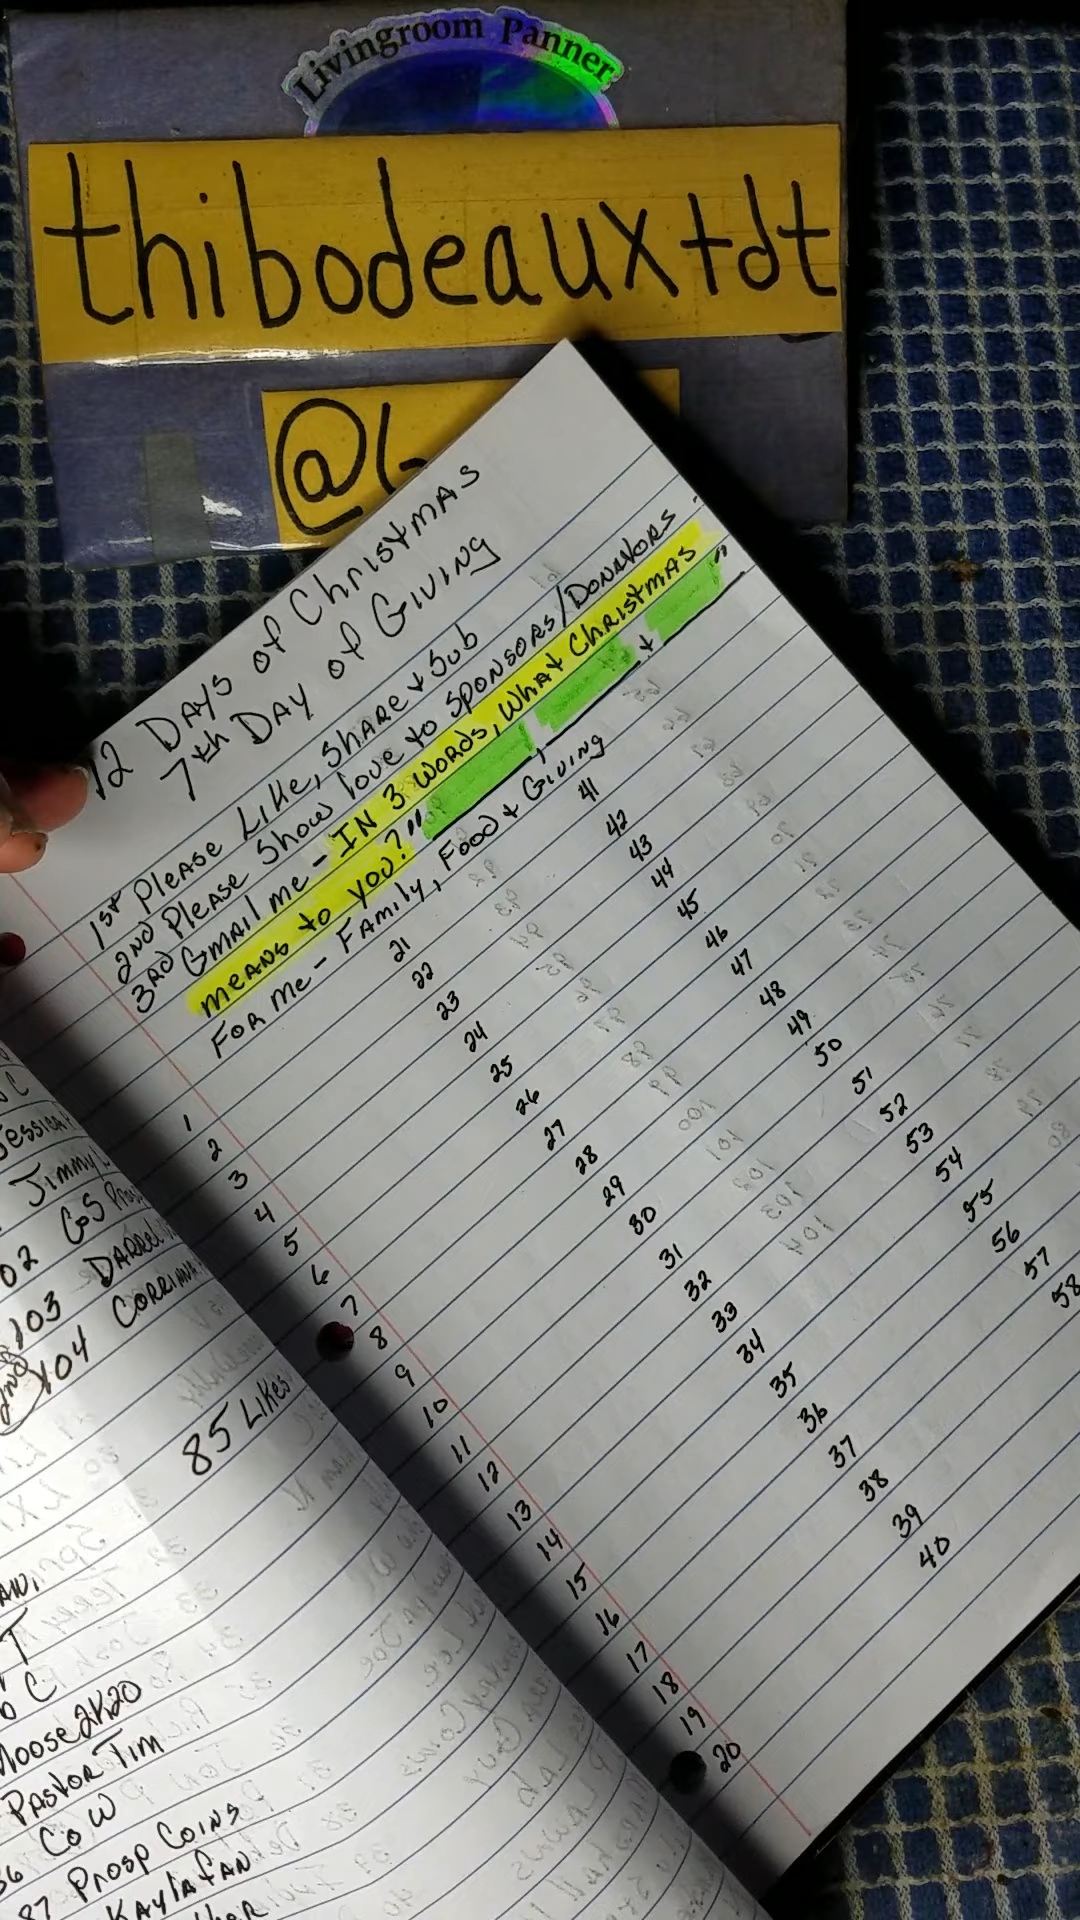 Livingroom Panner
thibodeauxtdt
@
12 DAYS of ChristmAS
7th DAY of GIVING
1st PLEASE LIKE, SHARE & SUB
2ND PLEASE SHOW LOVE to SPONSORS/DONATORS
3RD GMAIL me - IN 3 WORDS, WHAT ChRIStMAS
MEANS to YOU? " , & "
FOR me - FAMILY, FOOD & GIVING
1
2
3
4
5
6
7
8
9
10
11
12
13
14
15
16
17
18
19
20
21
22
23
24
25
26
27
28
29
30
31
32
33
34
35
36
37
38
39
40
41
42
43
44
45
46
47
48
49
50
51
52
53
54
55
56
57
58
Jimmy
02 GS
103 DARREL
104 CORRINNA
2ND
85 LIKES
Moose2K20
PAStOR TIM
CO W
87 PROSP COINS
KAYLAFAN